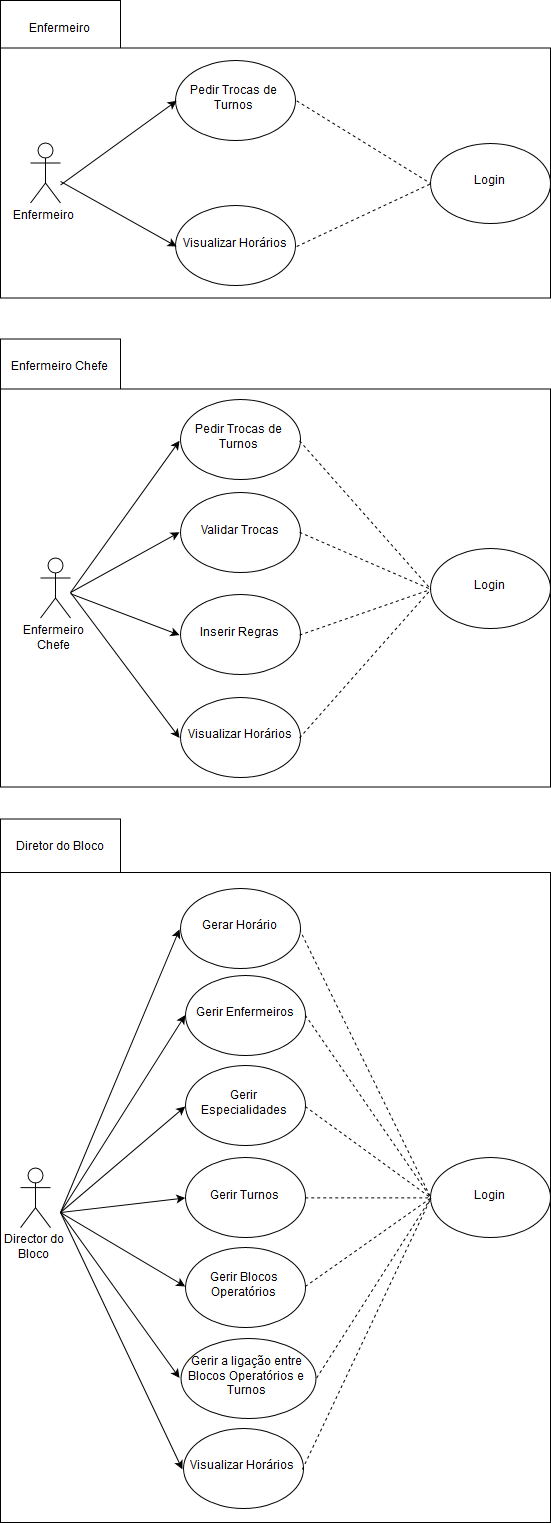 Enfermeiro
Pedir Trocas de
Turnos
Login
Enfermeiro
Visualizar Horários
Enfermeiro Chefe
Pedir Trocas de
Turnos
Validar Trocas
Login
Enfermeiro
Chefe
Inserir Regras
Visualizar Horários
Diretor do Bloco
Gerar Horário
Gerir Enfermeiros
Gerir
Especialidades
Gerir Turnos
Login
Director do
Bloco
Gerir Blocos
Operatórios
Gerir a ligação entre
Blocos Operatórios e
Turnos
Visualizar Horários